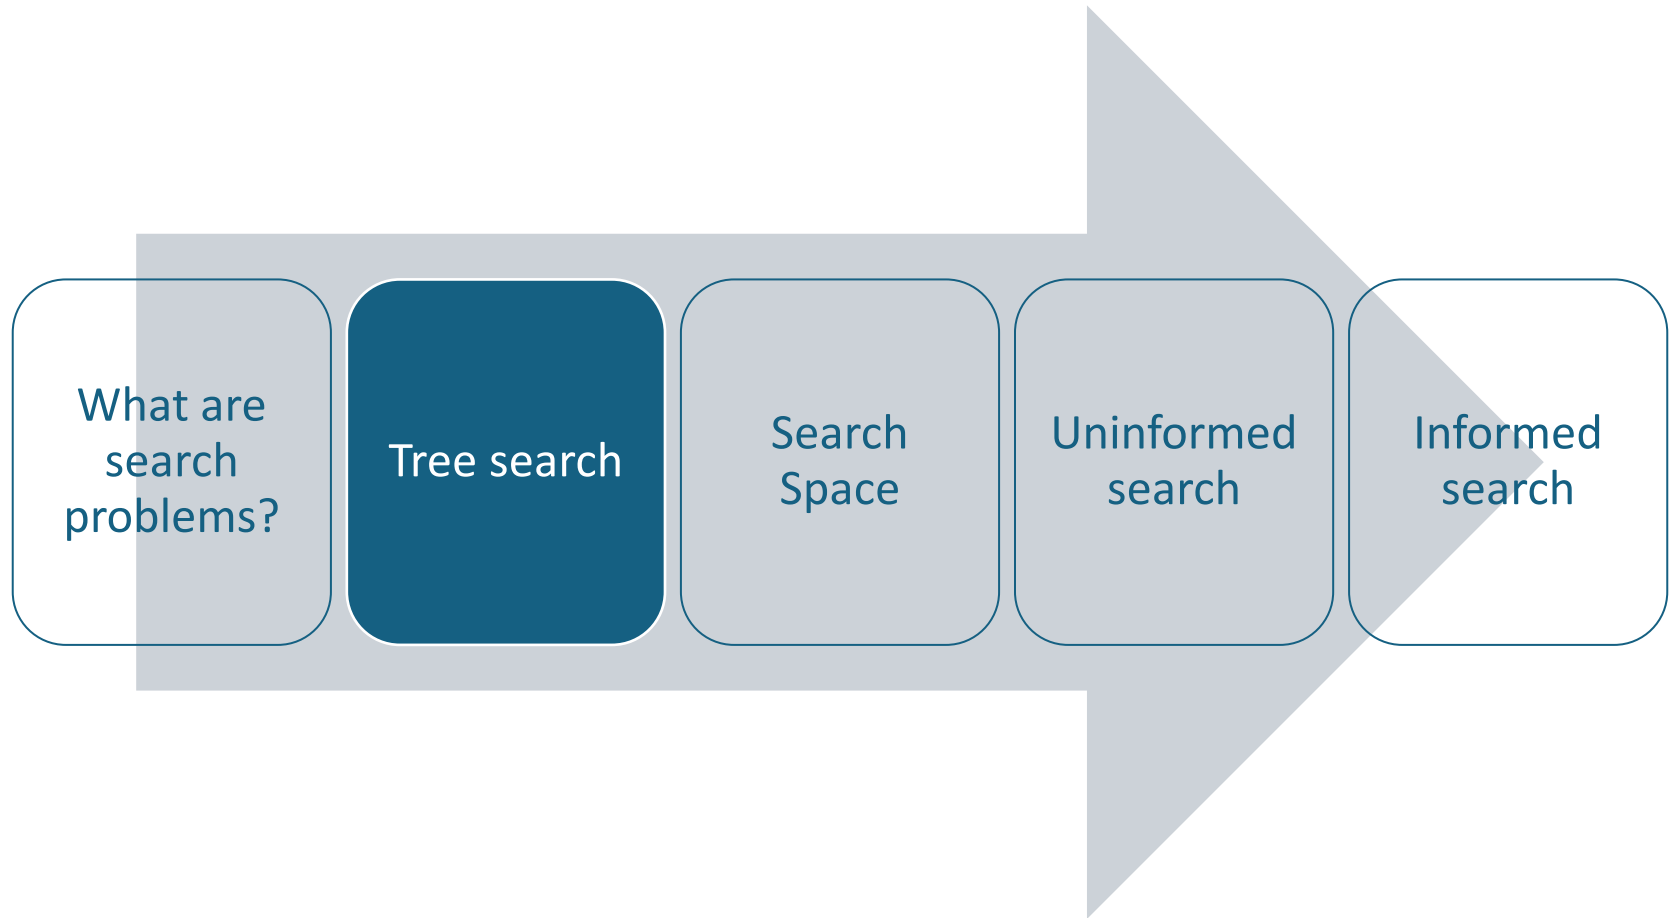 What are
search
problems?
Tree search
Search
Space
Uninformed
search
Informed
search